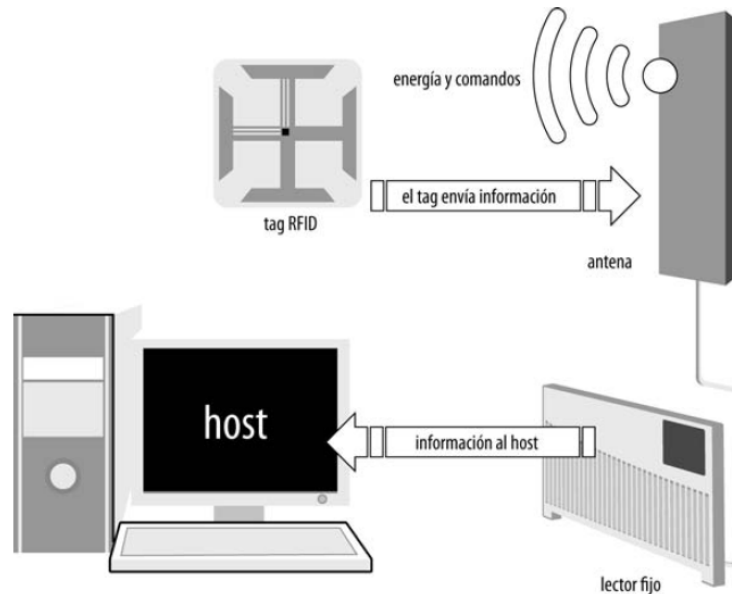 energía y comandos
el tag envía información
tag RFID
antena
host
información al host
lector fijo